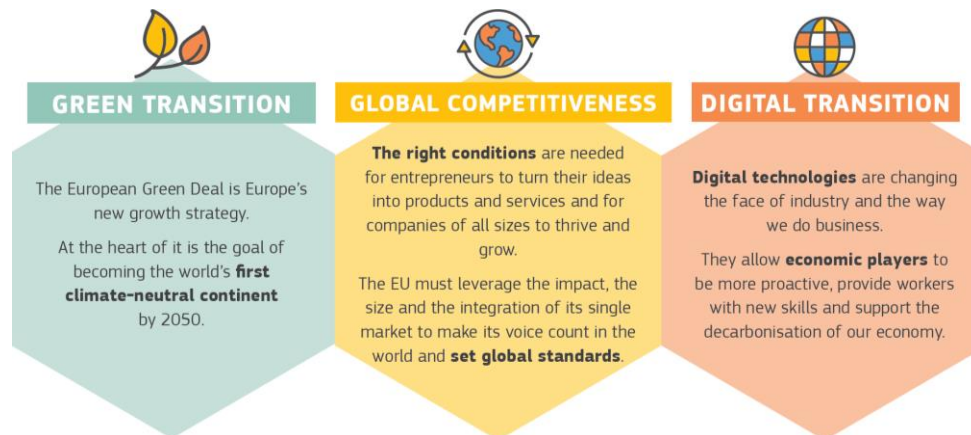 GREEN TRANSITION
The European Green Deal is Europe's
new growth strategy.
At the heart of it is the goal of
becoming the world's first
climate-neutral continent
by 2050.
GLOBAL COMPETITIVENESS
The right conditions are needed
for entrepreneurs to turn their ideas
into products and services and for
companies of all sizes to thrive and
grow.
The EU must leverage the impact, the
size and the integration of its single
market to make its voice count in the
world and set global standards.
DIGITAL TRANSITION
Digital technologies are changing
the face of industry and the way
we do business.
They allow economic players to
be more proactive, provide workers
with new skills and support the
decarbonisation of our economy.